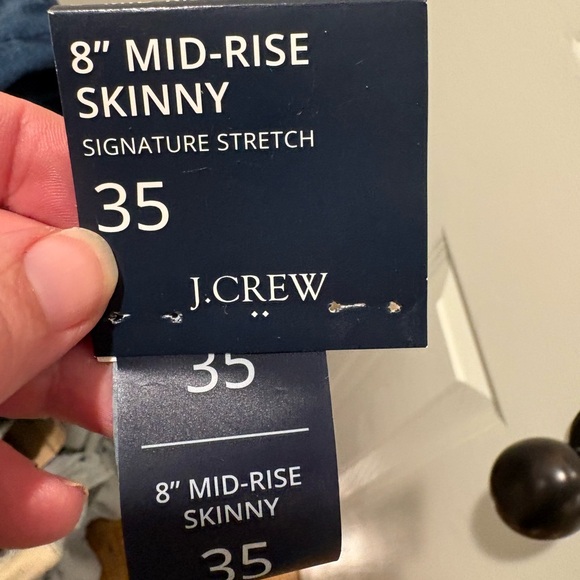 8” MID-RISE
SKINNY
SIGNATURE STRETCH
35
J.CREW
35
8” MID-RISE
SKINNY
35